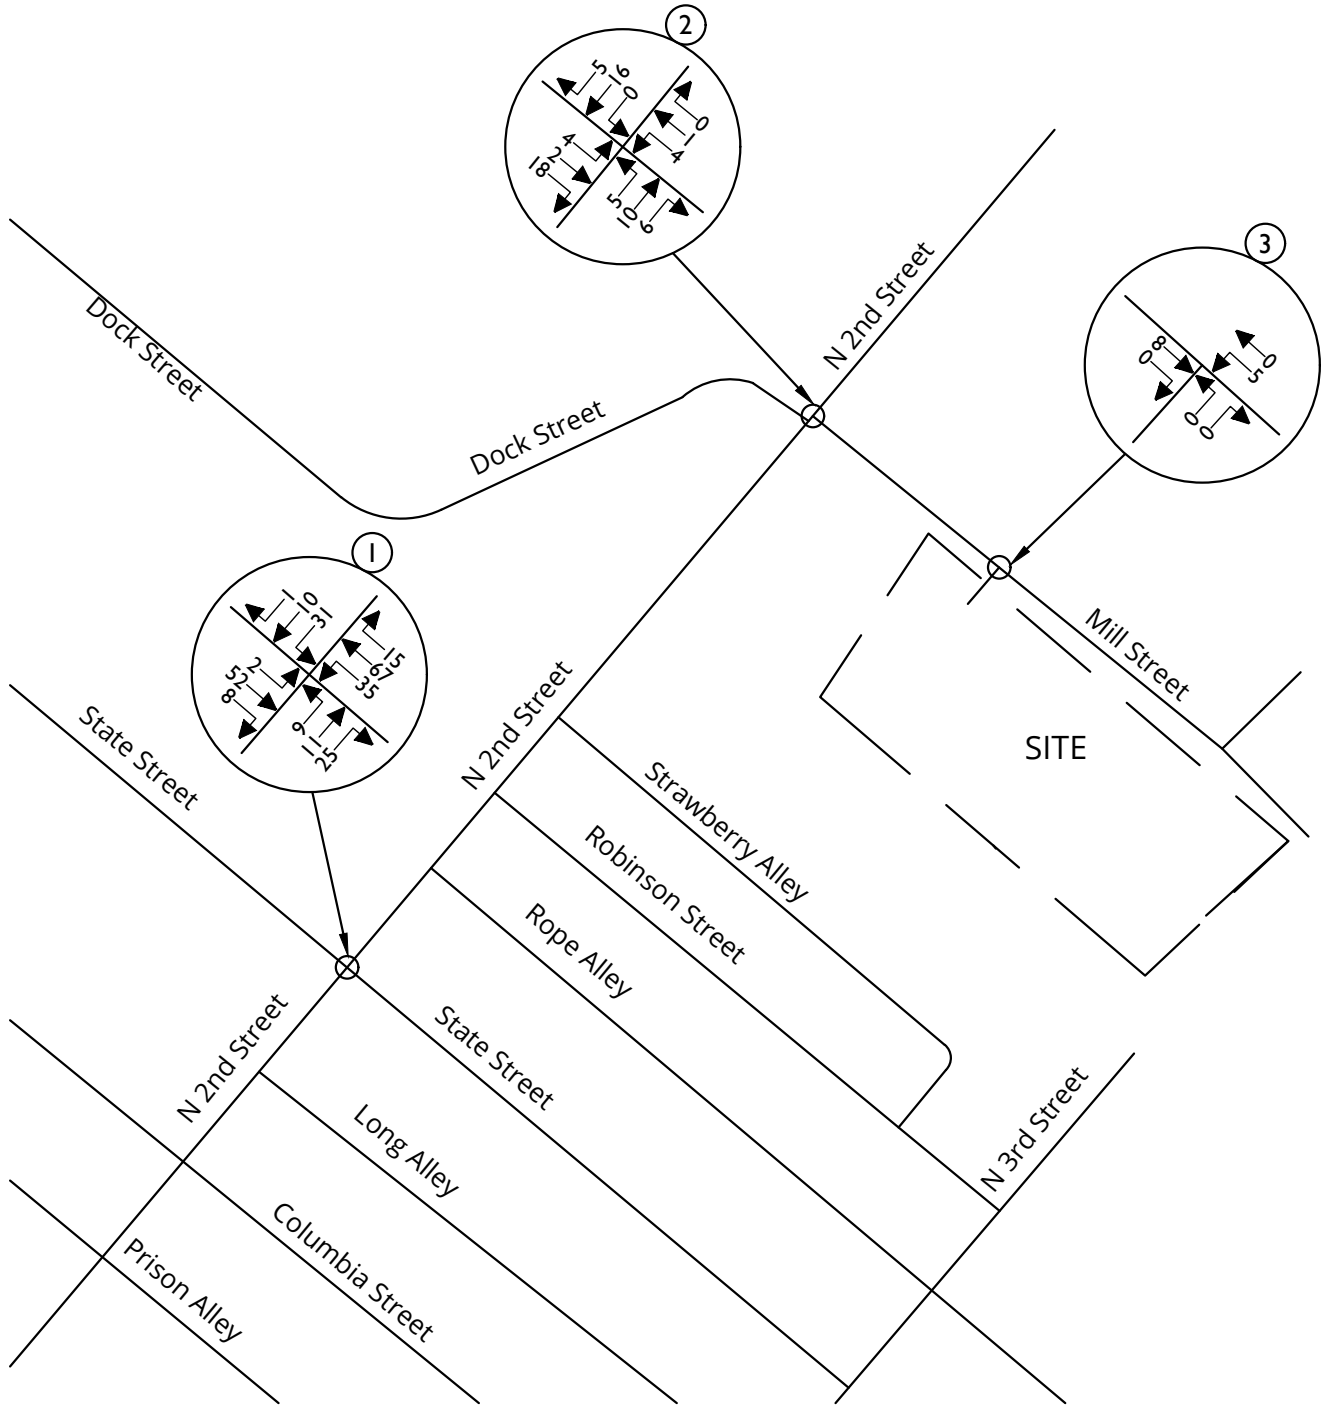 2
5
16
0
0
1
4
4
2
18
5
10
6
3
0
5
8
0
0
0
N 2nd Street
Dock Street
Dock Street
1
1
10
31
15
67
35
2
52
8
9
11
25
Mill Street
SITE
State Street
N 2nd Street
Strawberry Alley
Robinson Street
Rope Alley
State Street
N 2nd Street
Long Alley
N 3rd Street
Columbia Street
Prison Alley